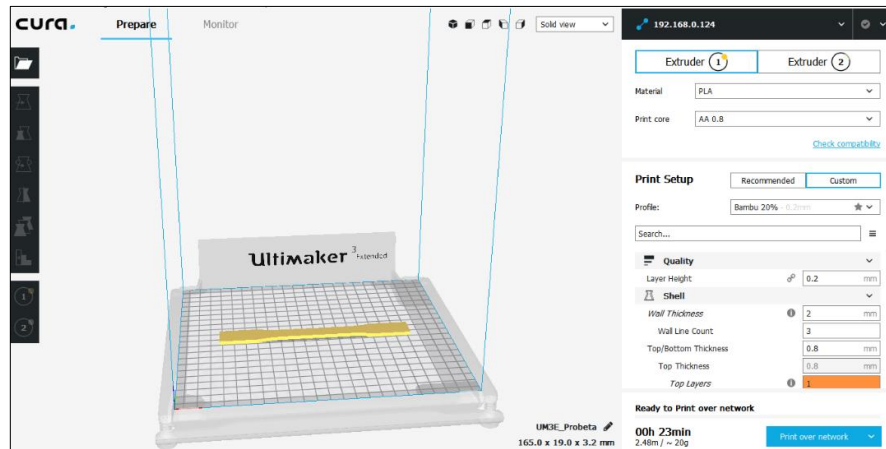 cura.
Prepare
Monitor
Solid view
192.168.0.124
Extruder 1
Extruder 2
Material
PLA
Print core
AA 0.8
Check compatibility
Print Setup
Recommended
Custom
Profile:
Bambu 20% - 0.2mm
Search...
Quality
Layer Height
0.2
mm
Shell
Wall Thickness
2
mm
Wall Line Count
3
Top/Bottom Thickness
0.8
mm
Top Thickness
0.8
mm
Top Layers
1
1
2
Ultimaker 3 Extended
UM3E_Probeta
165.0 x 19.0 x 3.2 mm
Ready to Print over network
00h 23min
2.48m / ~ 20g
Print over network